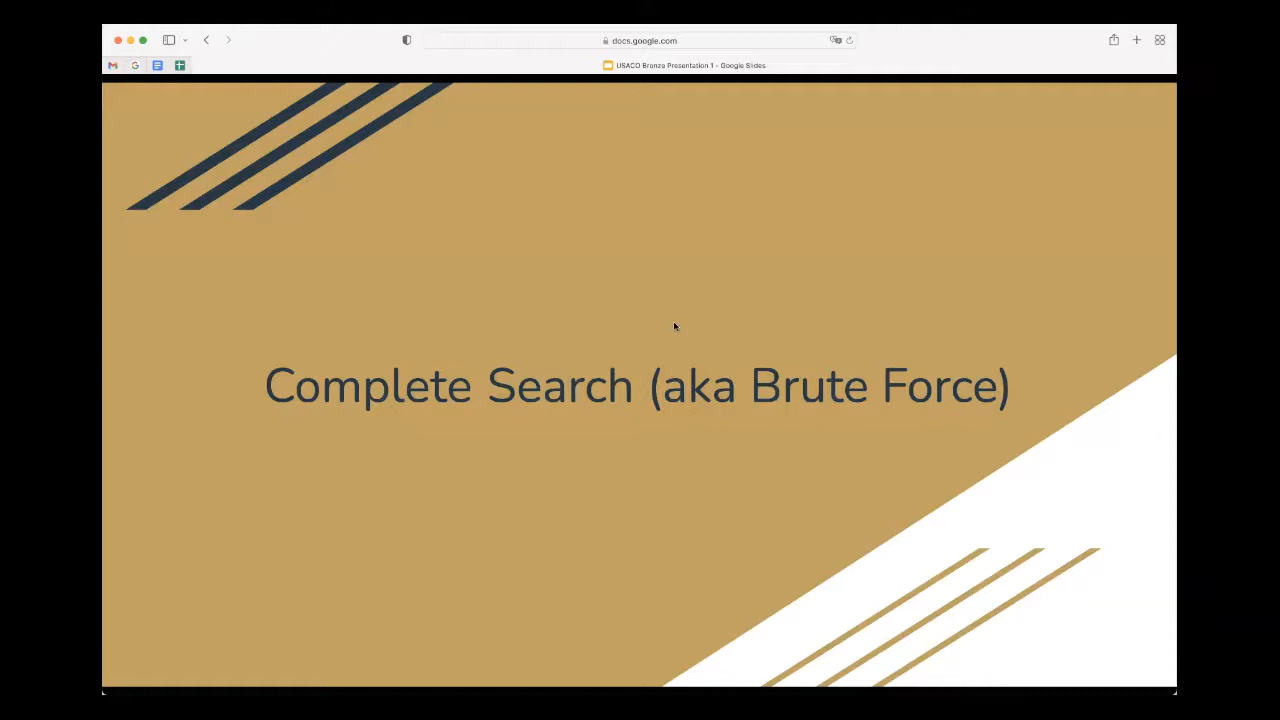 docs.google.com
USACO Bronze Presentation 1 - Google Slides
Complete Search (aka Brute Force)